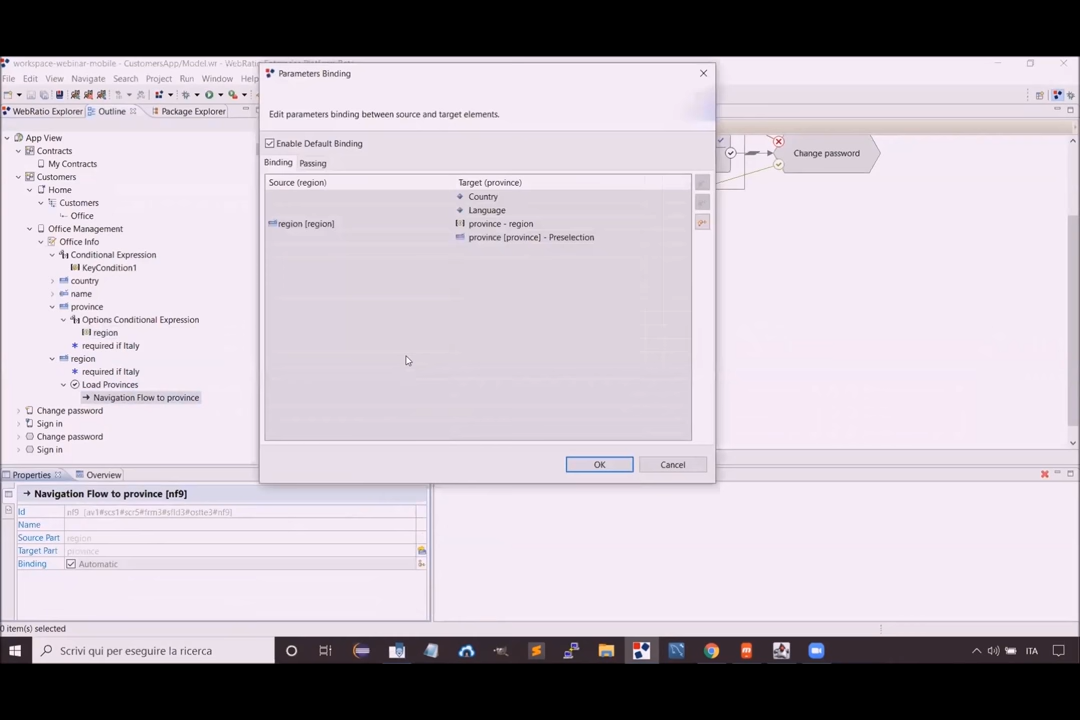 workspace-webinar-mobile - CustomersApp/Model.wr - WebRatio Enterprise Platform Beta
File Edit View Navigate Search Project Run Window Help
WebRatio Explorer Outline Package Explorer
App View
Contracts
My Contracts
Customers
Home
Customers
Office
Office Management
Office Info
Conditional Expression
KeyCondition1
country
name
province
Options Conditional Expression
region
required if Italy
region
required if Italy
Load Provinces
Navigation Flow to province
Change password
Sign in
Change password
Sign in
Parameters Binding
Edit parameters binding between source and target elements.
Enable Default Binding
Binding Passing
Source (region) Target (province)
Country
Language
region [region] province - region
province [province] - Preselection
OK Cancel
Change password
Properties Overview
Navigation Flow to province [nf9]
Id
Name
Source Part region
Target Part province
Binding Automatic
0 item(s) selected
Scrivi qui per eseguire la ricerca
ITA